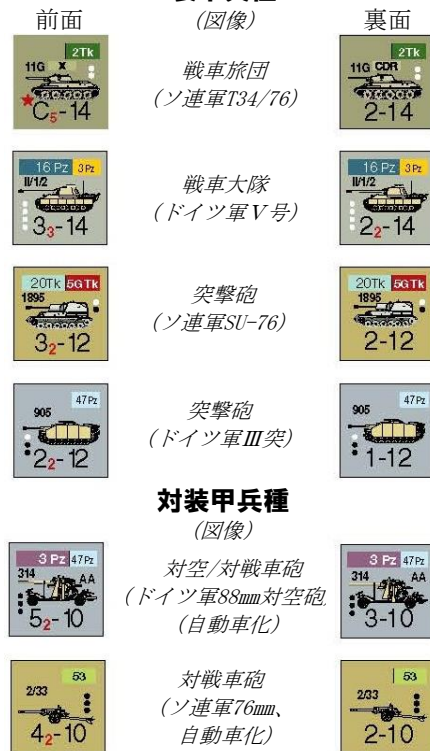 前面
(図像)
裏面
2Tk
11G X
C5-14
戦車旅団
(ソ連軍T34/76)
2Tk
11G CDR
2-14
16 Pz 3Pz
II/1/2
33-14
戦車大隊
(ドイツ軍Ⅴ号)
16 Pz 3Pz
II/1/2
22-14
20Tk 5GTk
1895
32-12
突撃砲
(ソ連軍SU-76)
20Tk 5GTk
1895
2-12
47Pz
905
22-12
突撃砲
(ドイツ軍Ⅲ突)
47Pz
905
1-12
対装甲兵種
(図像)
3 Pz 47Pz
314 AA
52-10
対空/対戦車砲
(ドイツ軍88㎜対空砲
(自動車化)
3 Pz 47Pz
314 AA
3-10
53
2/33
42-10
対戦車砲
(ソ連軍76㎜、
自動車化)
53
2/33
2-10